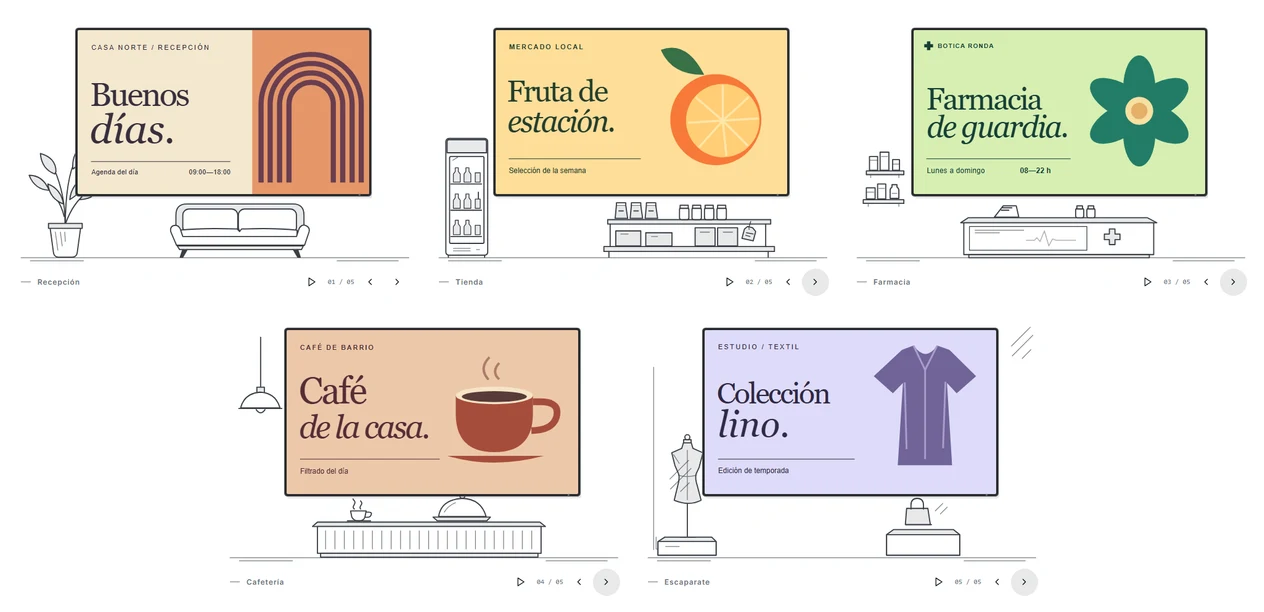 CASA NORTE / RECEPCIÓN
Buenos
días.
Agenda del día 09:00—18:00
Recepción 01 / 05
MERCADO LOCAL
Fruta de
estación.
Selección de la semana
Tienda 02 / 05
BOTICA RONDA
Farmacia
de guardia.
Lunes a domingo 08—22 h
Farmacia 03 / 05
CAFÉ DE BARRIO
Café
de la casa.
Filtrado del día
Cafetería 04 / 05
ESTUDIO / TEXTIL
Colección
lino.
Edición de temporada
Escaparate 05 / 05